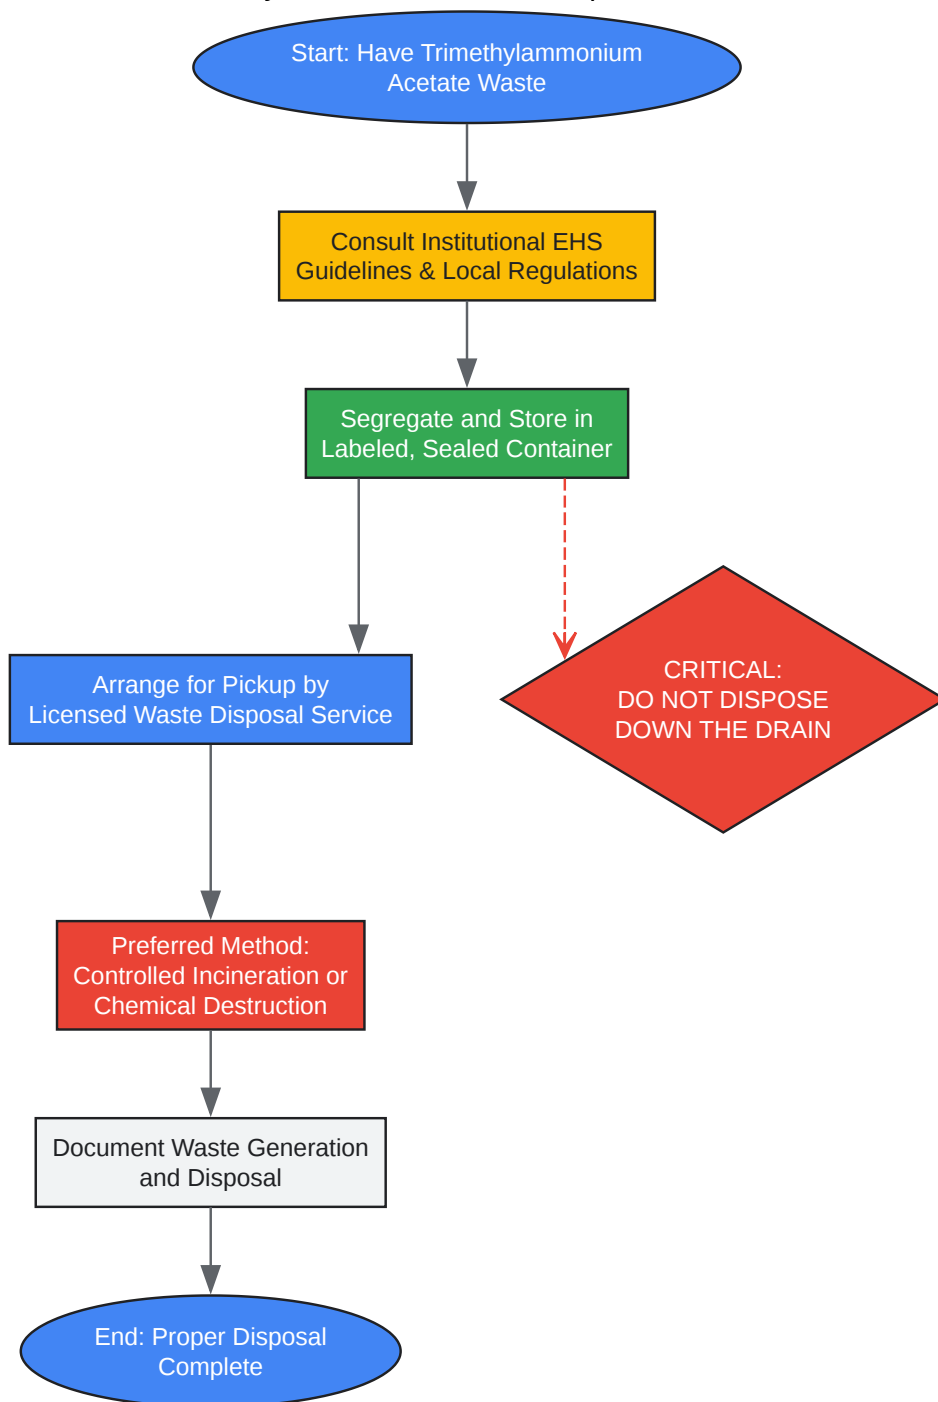 Start: Have Trimethylammonium
Acetate Waste
Consult Institutional EHS
Guidelines & Local Regulations
Segregate and Store in
Labeled, Sealed Container
Arrange for Pickup by
Licensed Waste Disposal Service
CRITICAL:
DO NOT DISPOSE
DOWN THE DRAIN
Preferred Method:
Controlled Incineration or
Chemical Destruction
Document Waste Generation
and Disposal
End: Proper Disposal
Complete